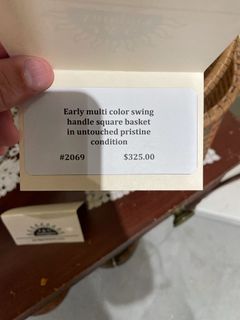 Early multi color swing
handle square basket
in untouched pristine
condition
#2069 $325.00